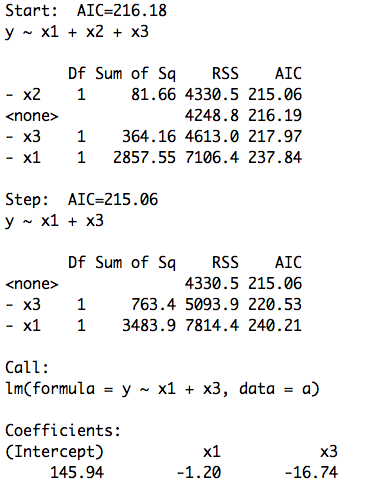 Start:  AIC=216.18
y ~ x1 + x2 + x3

       Df Sum of Sq    RSS    AIC
- x2    1     81.66 4330.5 215.06
<none>              4248.8 216.19
- x3    1    364.16 4613.0 217.97
- x1    1   2857.55 7106.4 237.84

Step:  AIC=215.06
y ~ x1 + x3

       Df Sum of Sq    RSS    AIC
<none>              4330.5 215.06
- x3    1     763.4 5093.9 220.53
- x1    1    3483.9 7814.4 240.21

Call:
lm(formula = y ~ x1 + x3, data = a)

Coefficients:
(Intercept)           x1           x3
     145.94        -1.20       -16.74